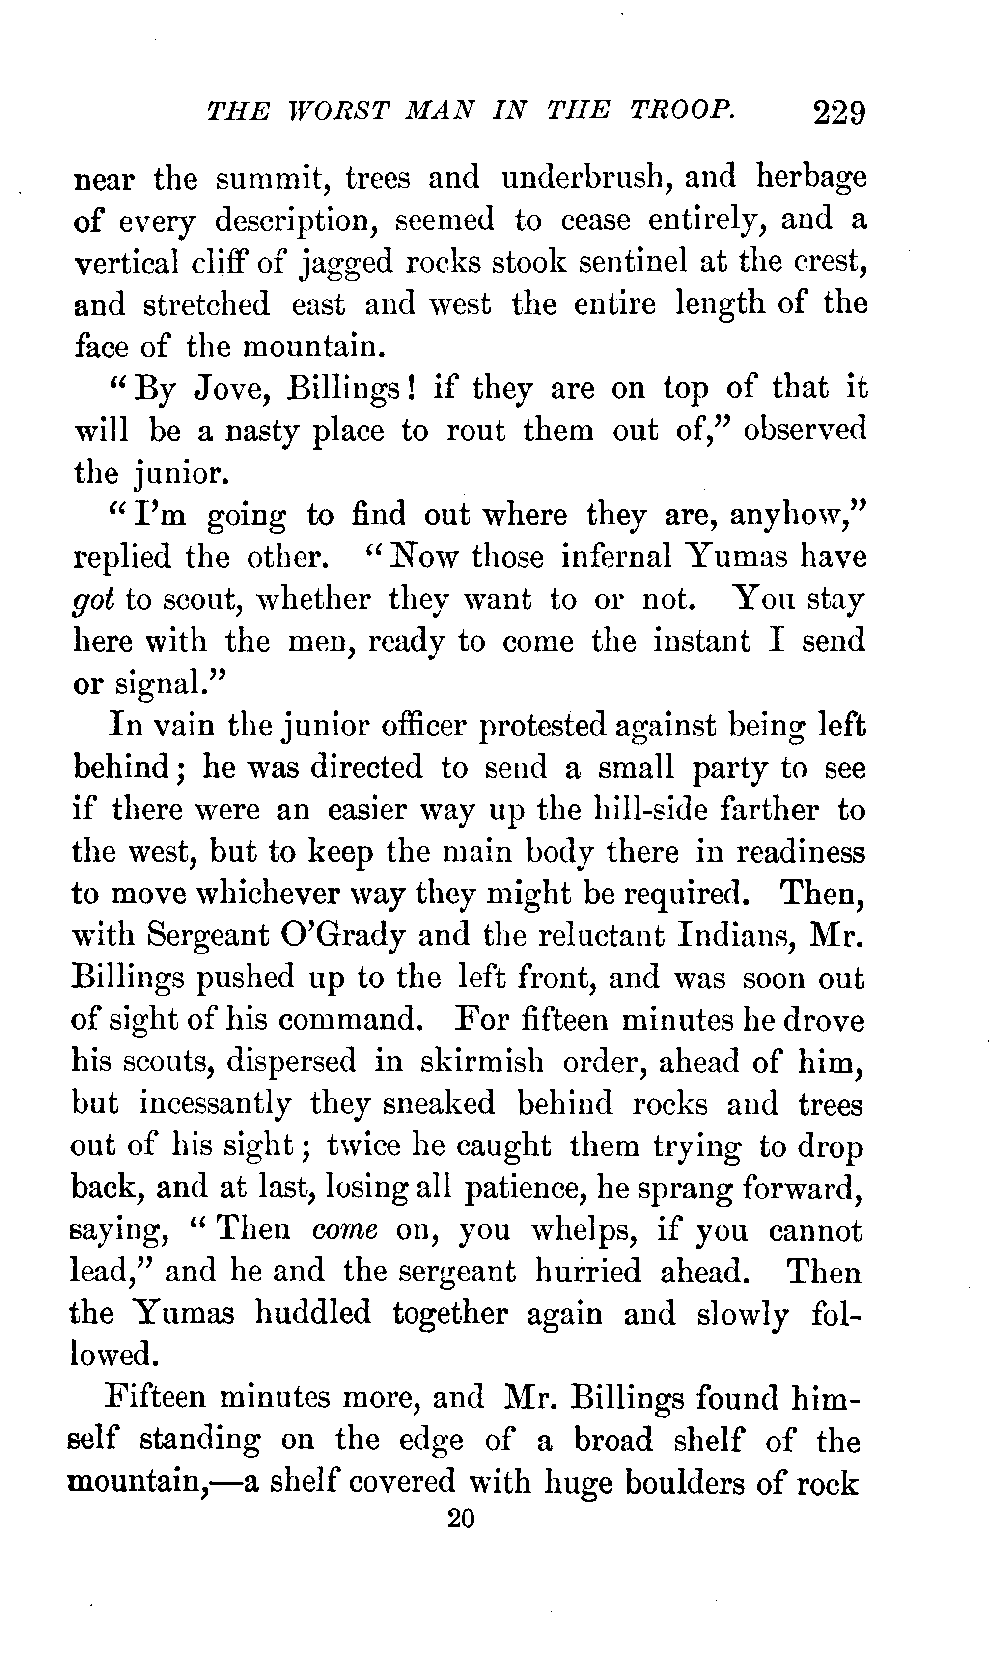 THE WORST MAN IN THE TROOP. 229
near the summit, trees and underbrush, and herbage
of every description, seemed to cease entirely, and a
vertical cliff of jagged rocks stook sentinel at the crest,
and stretched east and west the entire length of the
face of the mountain.
"By Jove, Billings! if they are on top of that it
will be a nasty place to rout them out of," observed
the junior.
"I'm going to find out where they are, anyhow,"
replied the other. "Now those infernal Yumas have
got to scout, whether they want to or not. You stay
here with the men, ready to come the instant I send
or signal."
In vain the junior officer protested against being left
behind; he was directed to send a small party to see
if there were an easier way up the hill-side farther to
the west, but to keep the main body there in readiness
to move whichever way they might be required. Then,
with Sergeant O'Grady and the reluctant Indians, Mr.
Billings pushed up to the left front, and was soon out
of sight of his command. For fifteen minutes he drove
his scouts, dispersed in skirmish order, ahead of him,
but incessantly they sneaked behind rocks and trees
out of his sight; twice he caught them trying to drop
back, and at last, losing all patience, he sprang forward,
saying, "Then come on, you whelps, if you cannot
lead," and he and the sergeant hurried ahead. Then
the Yumas huddled together again and slowly fol-
lowed.
Fifteen minutes more, and Mr. Billings found him-
self standing on the edge of a broad shelf of the
mountain,—a shelf covered with huge boulders of rock
20